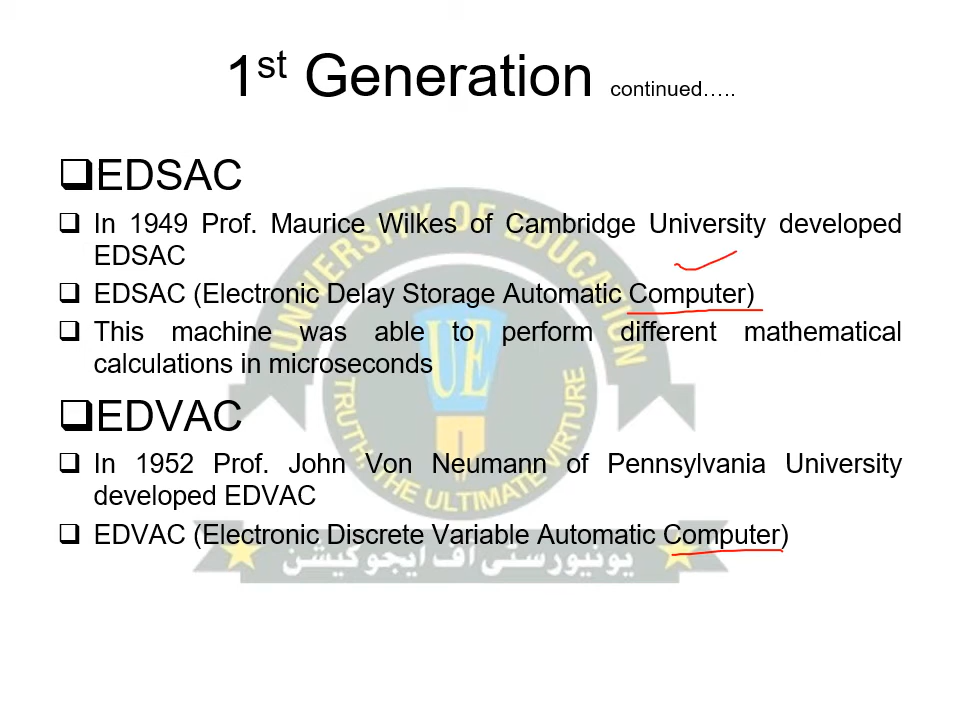 1st Generation continued…..
❑EDSAC
❑ In 1949 Prof. Maurice Wilkes of Cambridge University developed
EDSAC
❑ EDSAC (Electronic Delay Storage Automatic Computer)
❑ This machine was able to perform different mathematical
calculations in microseconds
❑EDVAC
❑ In 1952 Prof. John Von Neumann of Pennsylvania University
developed EDVAC
❑ EDVAC (Electronic Discrete Variable Automatic Computer)
UNIVERSITY OF EDUCATION
UE
TRUTH, THE ULTIMATE VIRTURE
یونیورسٹی آف ایجوکیشن